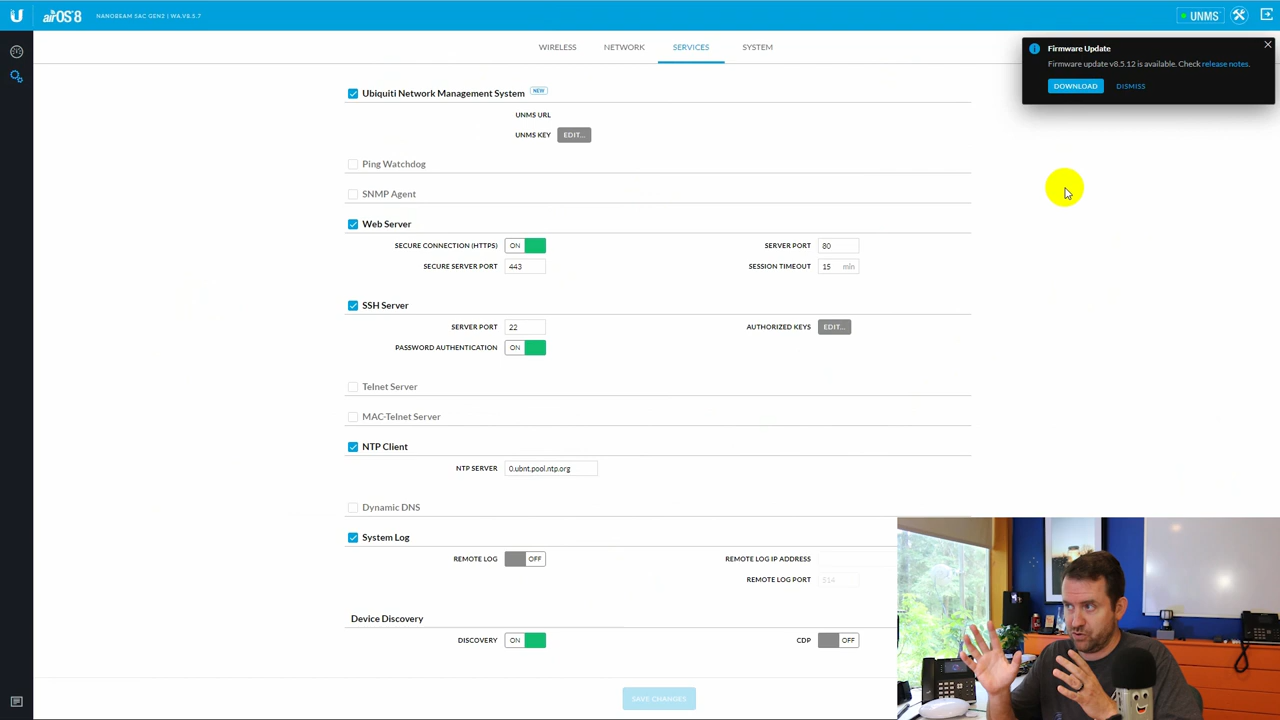 airOS®8 NANOBEAM 5AC GEN2 | WA.V8.5.7 UNMS
WIRELESS NETWORK SERVICES SYSTEM
Firmware Update
Firmware update v8.5.12 is available. Check release notes.
DOWNLOAD DISMISS
Ubiquiti Network Management System NEW
UNMS URL
UNMS KEY EDIT...
Ping Watchdog
SNMP Agent
Web Server
SECURE CONNECTION (HTTPS) ON SERVER PORT 80
SECURE SERVER PORT 443 SESSION TIMEOUT 15 min
SSH Server
SERVER PORT 22 AUTHORIZED KEYS EDIT...
PASSWORD AUTHENTICATION ON
Telnet Server
MAC-Telnet Server
NTP Client
NTP SERVER 0.ubnt.pool.ntp.org
Dynamic DNS
System Log
REMOTE LOG OFF REMOTE LOG IP ADDRESS
REMOTE LOG PORT 514
Device Discovery
DISCOVERY ON CDP OFF
SAVE CHANGES